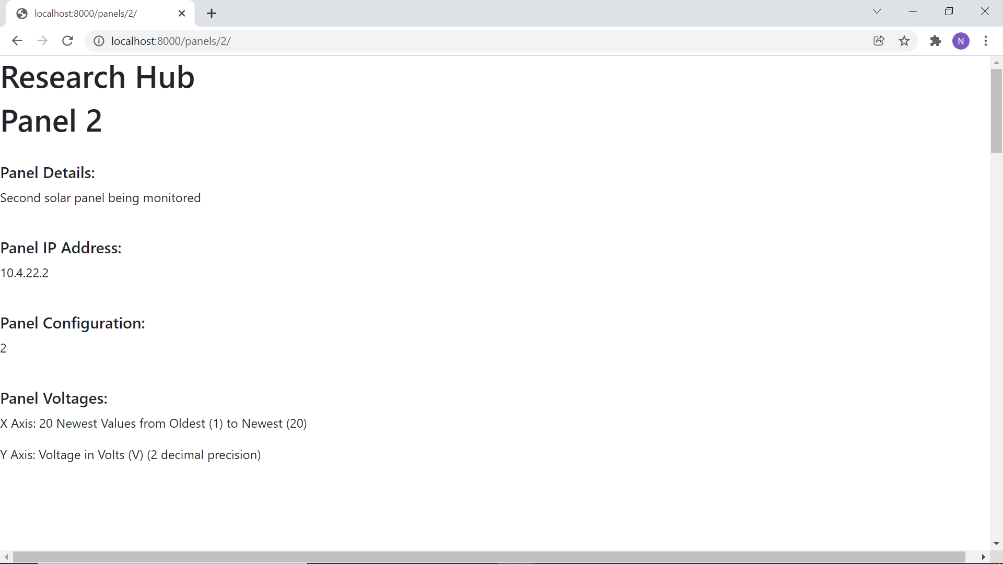 localhost:8000/panels/2/
localhost:8000/panels/2/
N
Research Hub
Panel 2
Panel Details:
Second solar panel being monitored
Panel IP Address:
10.4.22.2
Panel Configuration:
2
Panel Voltages:
X Axis: 20 Newest Values from Oldest (1) to Newest (20)
Y Axis: Voltage in Volts (V) (2 decimal precision)